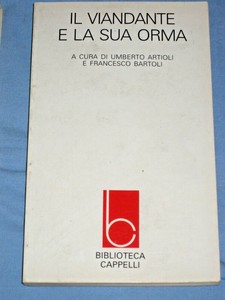 IL VIANDANTE
E LA SUA ORMA
A CURA DI UMBERTO ARTIOLI
E FRANCESCO BARTOLI
BIBLIOTECA
CAPPELLI